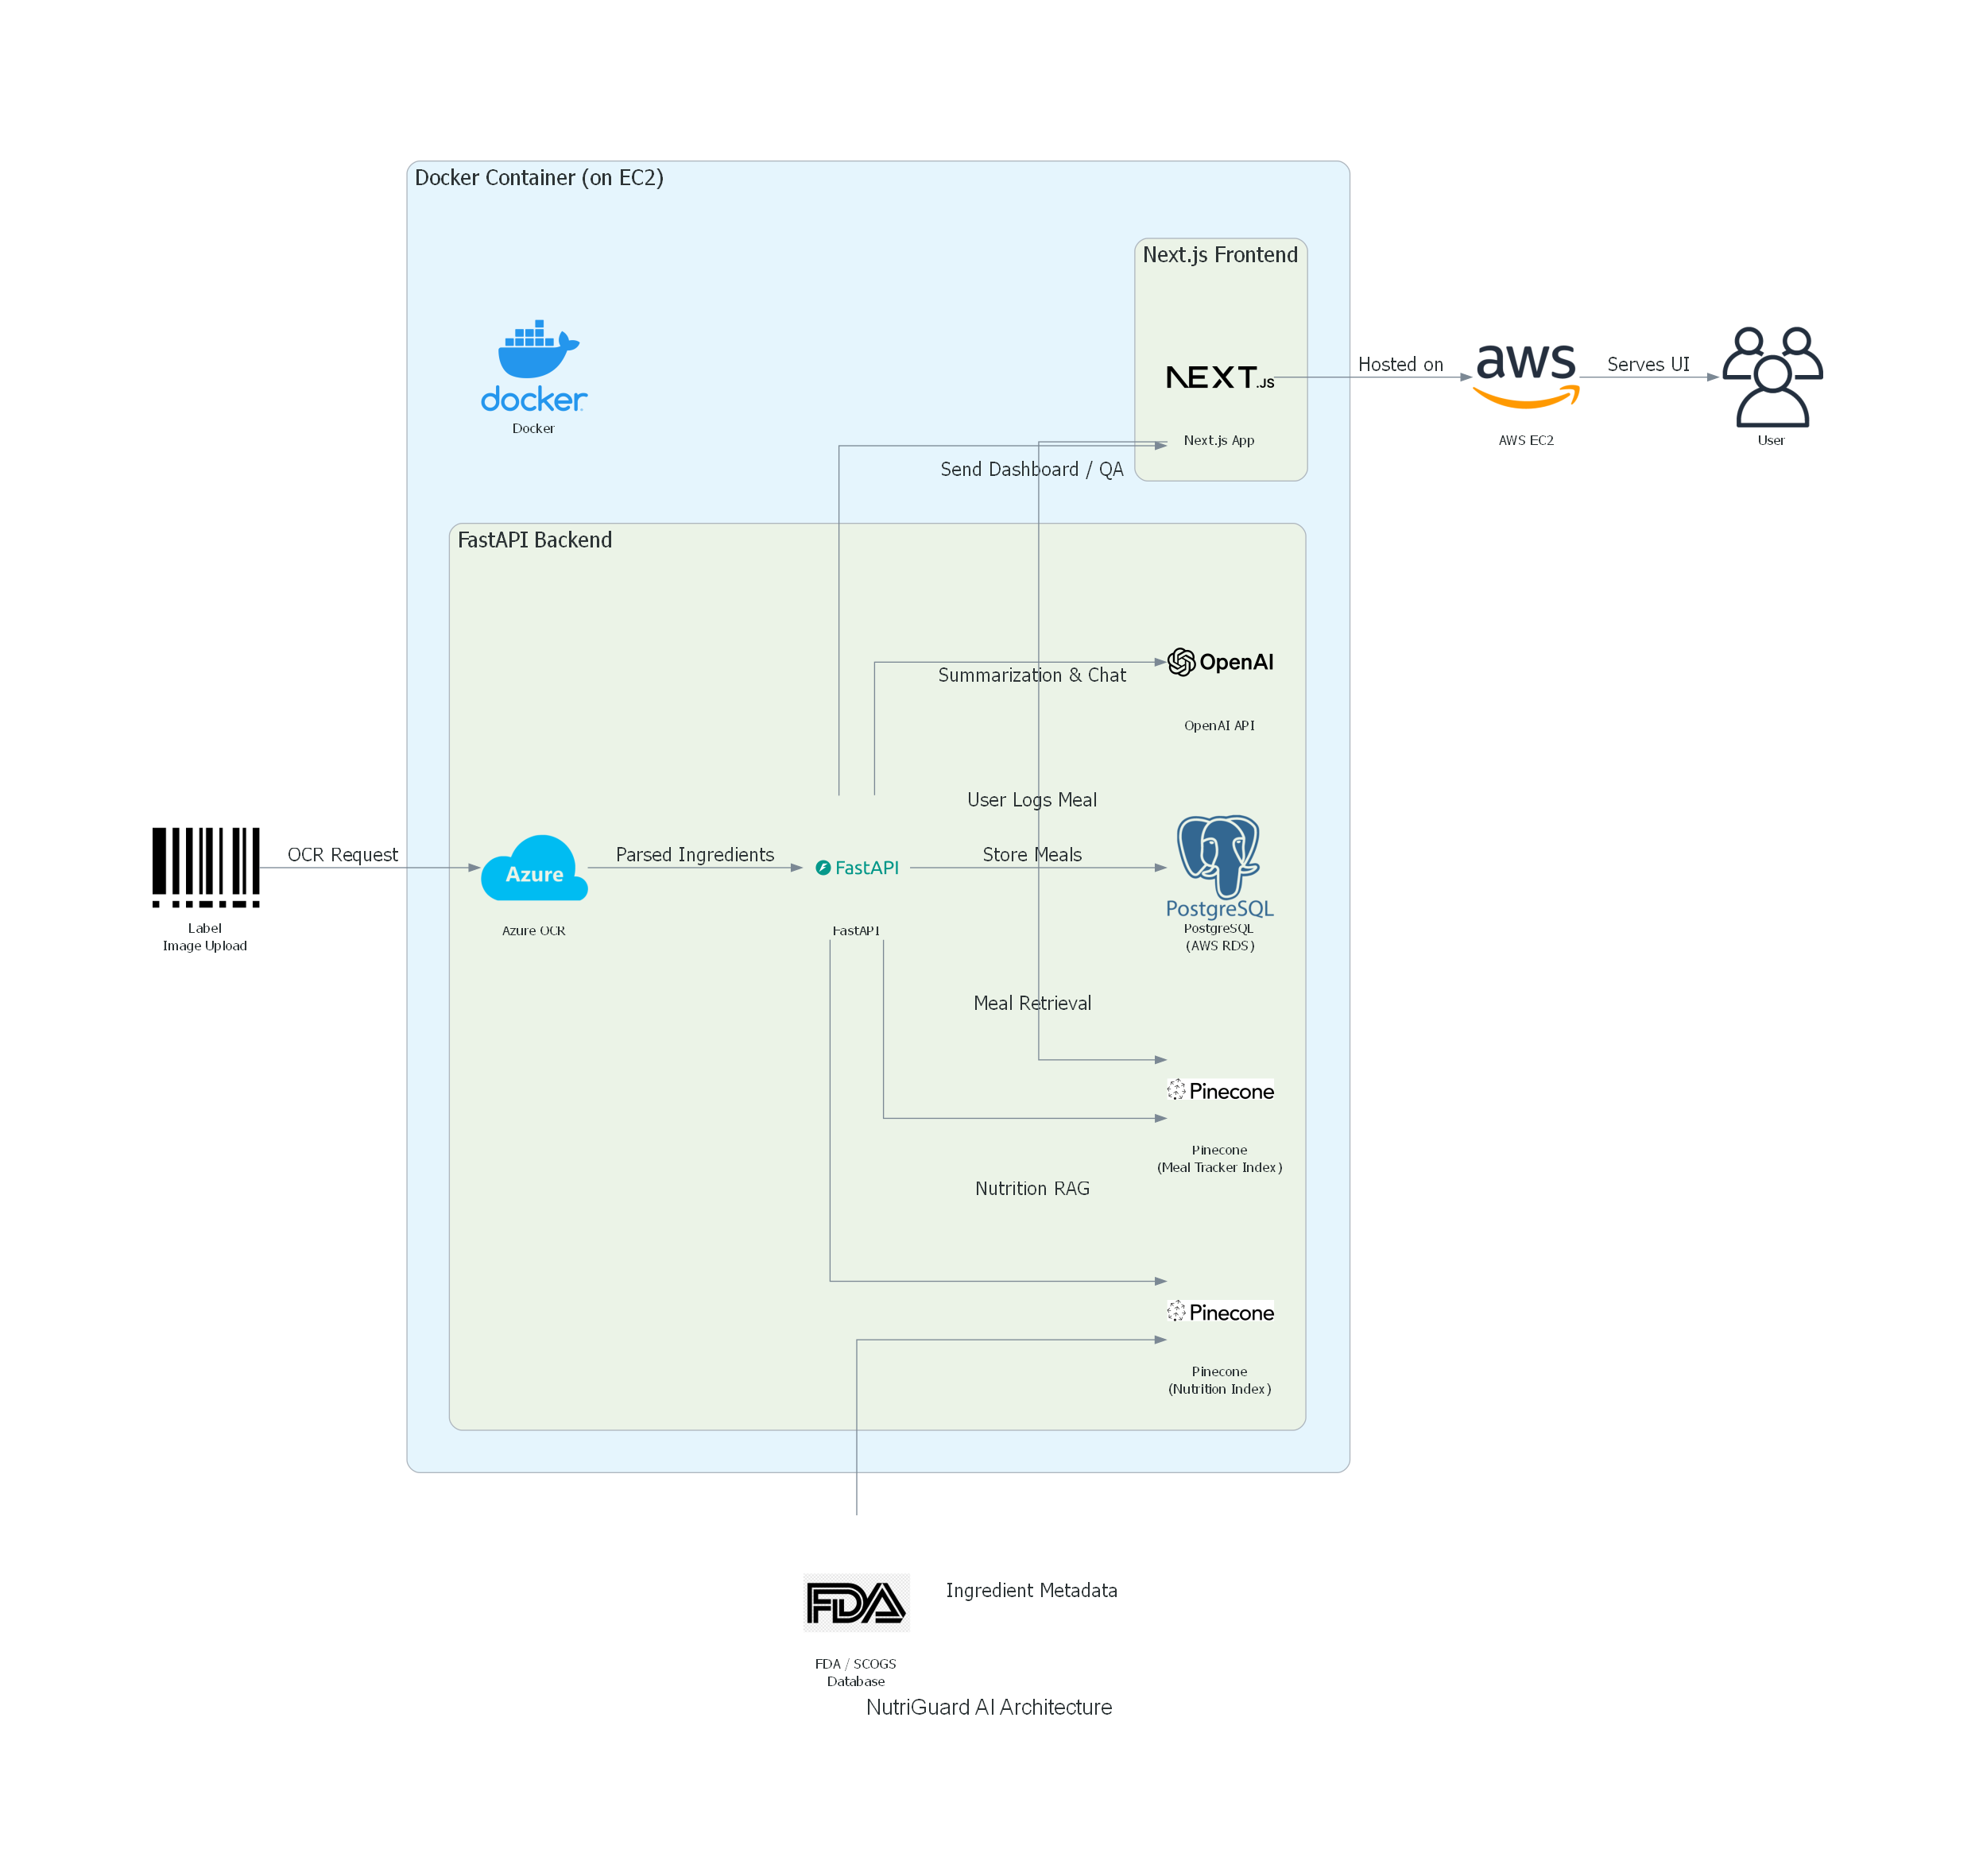 Docker Container (on EC2)
Next.js Frontend
docker
Docker
NEXT.JS
Next.js App
Hosted on
aws
AWS EC2
Serves UI
User
Send Dashboard / QA
FastAPI Backend
OpenAI
OpenAI API
Summarization & Chat
User Logs Meal
Label
Image Upload
OCR Request
Azure
Azure OCR
Parsed Ingredients
FastAPI
FastAPI
Store Meals
PostgreSQL
PostgreSQL
(AWS RDS)
Meal Retrieval
Pinecone
Pinecone
(Meal Tracker Index)
Nutrition RAG
Pinecone
Pinecone
(Nutrition Index)
FDA
Ingredient Metadata
FDA / SCOGS
Database
NutriGuard AI Architecture